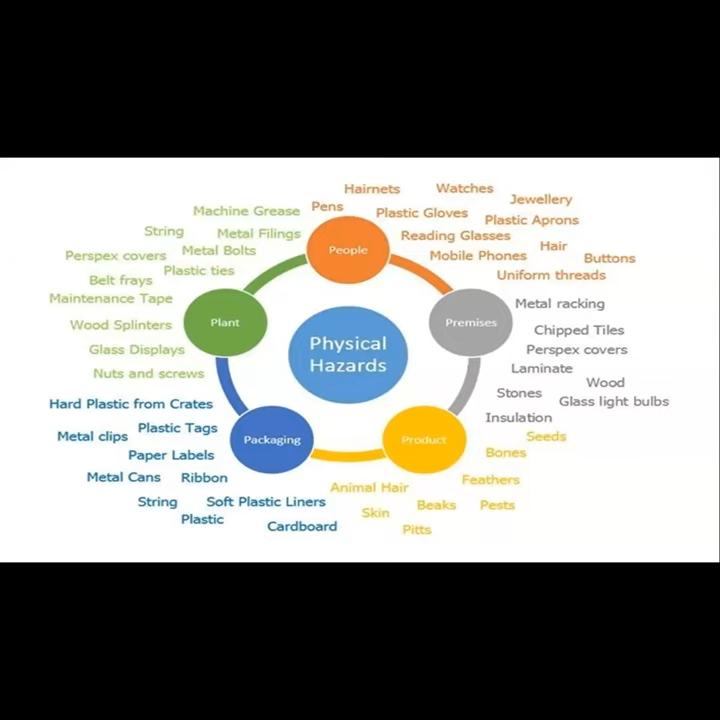 Physical
Hazards
People
Hairnets
Watches
Jewellery
Pens
Plastic Gloves
Plastic Aprons
Reading Glasses
Hair
Mobile Phones
Buttons
Uniform threads
Premises
Metal racking
Chipped Tiles
Perspex covers
Laminate
Wood
Stones
Glass light bulbs
Insulation
Product
Seeds
Bones
Feathers
Animal Hair
Beaks
Pests
Skin
Pitts
Packaging
Hard Plastic from Crates
Plastic Tags
Metal clips
Paper Labels
Metal Cans
Ribbon
String
Soft Plastic Liners
Plastic
Cardboard
Plant
Machine Grease
String
Metal Filings
Perspex covers
Metal Bolts
Plastic ties
Belt frays
Maintenance Tape
Wood Splinters
Glass Displays
Nuts and screws